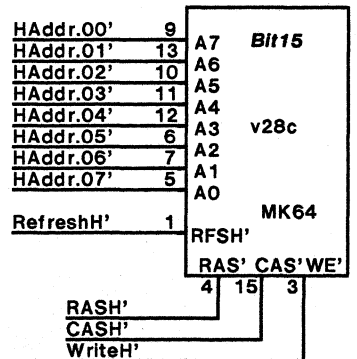 HAddr.00' 9 A7 Bit15
HAddr.01' 13 A6
HAddr.02' 10 A5
HAddr.03' 11 A4
HAddr.04' 12 A3 v28c
HAddr.05' 6 A2
HAddr.06' 7 A1
HAddr.07' 5 A0
MK64
RefreshH' 1 RFSH'
RAS' CAS' WE'
4 15 3
RASH'
CASH'
WriteH'